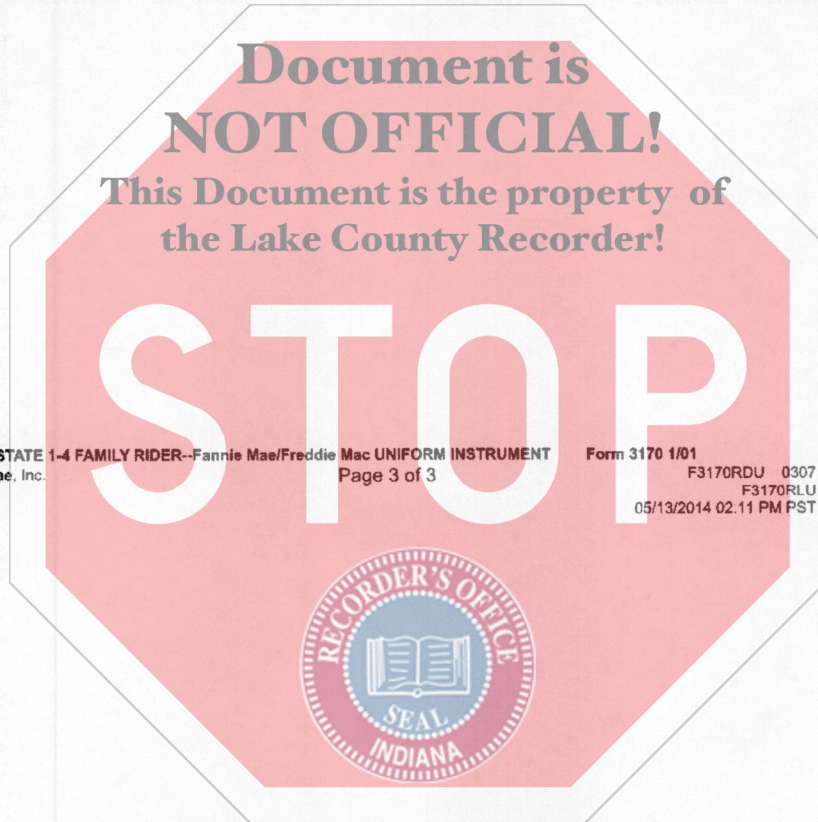 Document is
NOT OFFICIAL!
This Document is the property of
the Lake County Recorder!
STOP
STATE 1-4 FAMILY RIDER--Fannie Mae/Freddie Mac UNIFORM INSTRUMENT Form 3170 1/01
Inc. Page 3 of 3 F3170RDU 0307
F3170RLU
05/13/2014 02.11 PM PST
RECORDER'S OFFICE
SEAL
INDIANA